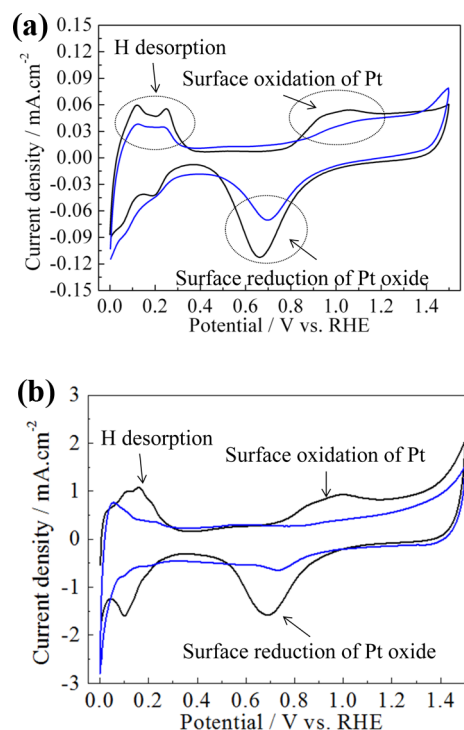 (a)
H desorption
Surface oxidation of Pt
Surface reduction of Pt oxide
Current density / mA.cm-2
0.15
0.12
0.09
0.06
0.03
0.00
-0.03
-0.06
-0.09
-0.12
-0.15
0.0 0.2 0.4 0.6 0.8 1.0 1.2 1.4
Potential / V vs. RHE
(b)
H desorption
Surface oxidation of Pt
Surface reduction of Pt oxide
Current density / mA.cm-2
3
2
1
0
-1
-2
-3
0.0 0.2 0.4 0.6 0.8 1.0 1.2 1.4
Potential / V vs. RHE